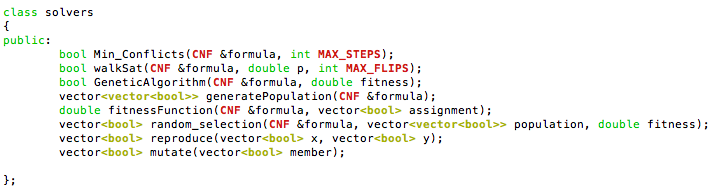 class solvers
{
public:
        bool Min_Conflicts(CNF &formula, int MAX_STEPS);
        bool walkSat(CNF &formula, double p, int MAX_FLIPS);
        bool GeneticAlgorithm(CNF &formula, double fitness);
        vector<vector<bool>> generatePopulation(CNF &formula);
        double fitnessFunction(CNF &formula, vector<bool> assignment);
        vector<bool> random_selection(CNF &formula, vector<vector<bool>> population, double fitness);
        vector<bool> reproduce(vector<bool> x, vector<bool> y);
        vector<bool> mutate(vector<bool> member);

};